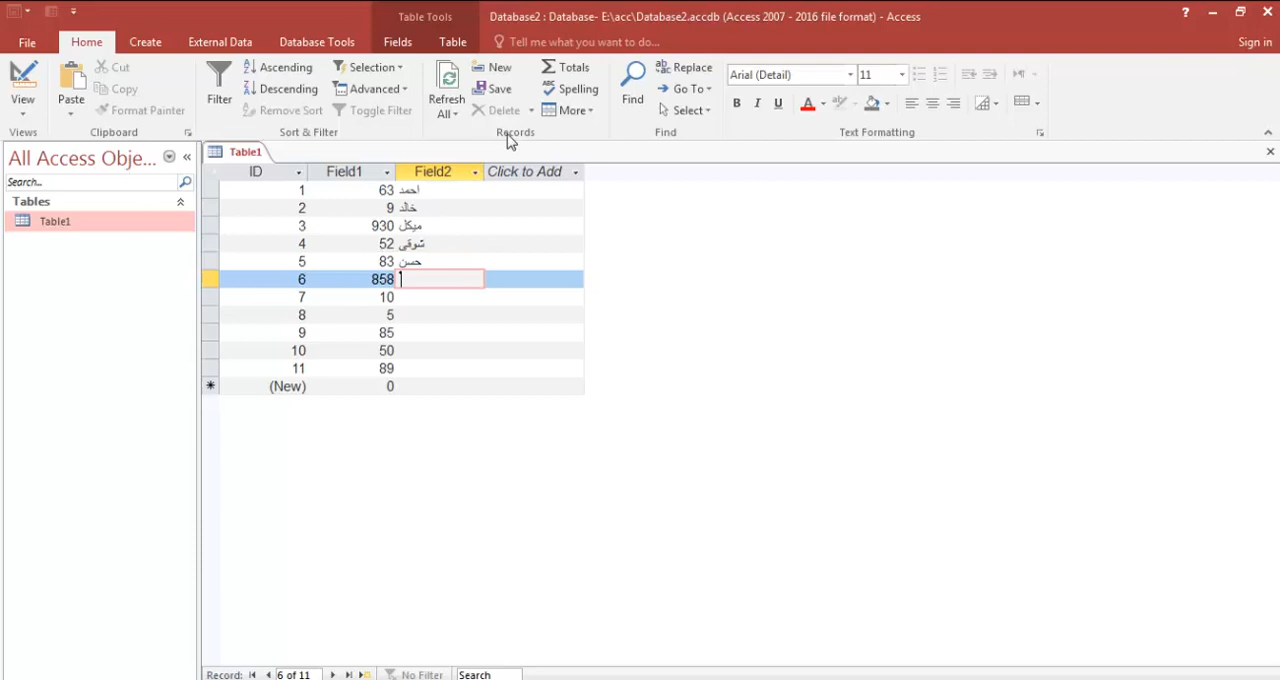 Table Tools
Database2 : Database- E:\acc\Database2.accdb (Access 2007 - 2016 file format) - Access
?
File Home Create External Data Database Tools Fields Table Tell me what you want to do... Sign in
View
Views
Paste
Cut
Copy
Format Painter
Clipboard
Filter
Ascending
Descending
Remove Sort
Selection
Advanced
Toggle Filter
Sort & Filter
Refresh
All
New
Save
Delete
Totals
Spelling
More
Records
Find
Replace
Go To
Select
Find
Arial (Detail) 11
B I U A
Text Formatting
All Access Obje...
Search...
Tables
Table1
Table1
ID Field1 Field2 Click to Add
1 63 احمد
2 9 خالد
3 930 ميكل
4 52 شوقى
5 83 حسن
6 858
7 10
8 5
9 85
10 50
11 89
(New) 0
Record: 6 of 11 No Filter Search